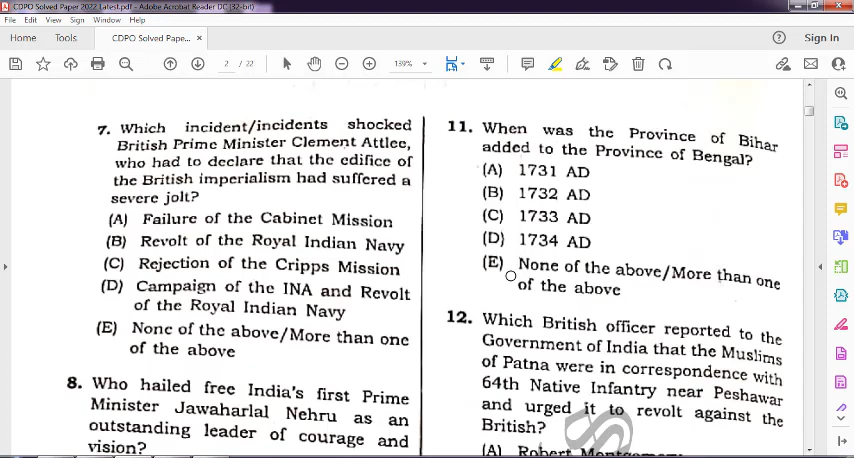 CDPO Solved Paper 2022 Latest.pdf - Adobe Acrobat Reader DC (32-bit)
File Edit View Sign Window Help
Home Tools CDPO Solved Pape... × Sign In
2 / 22 139%
7. Which incident/incidents shocked
British Prime Minister Clement Attlee,
who had to declare that the edifice of
the British imperialism had suffered a
severe jolt?
(A) Failure of the Cabinet Mission
(B) Revolt of the Royal Indian Navy
(C) Rejection of the Cripps Mission
(D) Campaign of the INA and Revolt
of the Royal Indian Navy
(E) None of the above/More than one
of the above
8. Who hailed free India's first Prime
Minister Jawaharlal Nehru as an
outstanding leader of courage and
vision?
11. When was the Province of Bihar
added to the Province of Bengal?
(A) 1731 AD
(B) 1732 AD
(C) 1733 AD
(D) 1734 AD
(E) None of the above/More than one
of the above
12. Which British officer reported to the
Government of India that the Muslims
of Patna were in correspondence with
64th Native Infantry near Peshawar
and urged it to revolt against the
British?
(A) Robert Montgomery